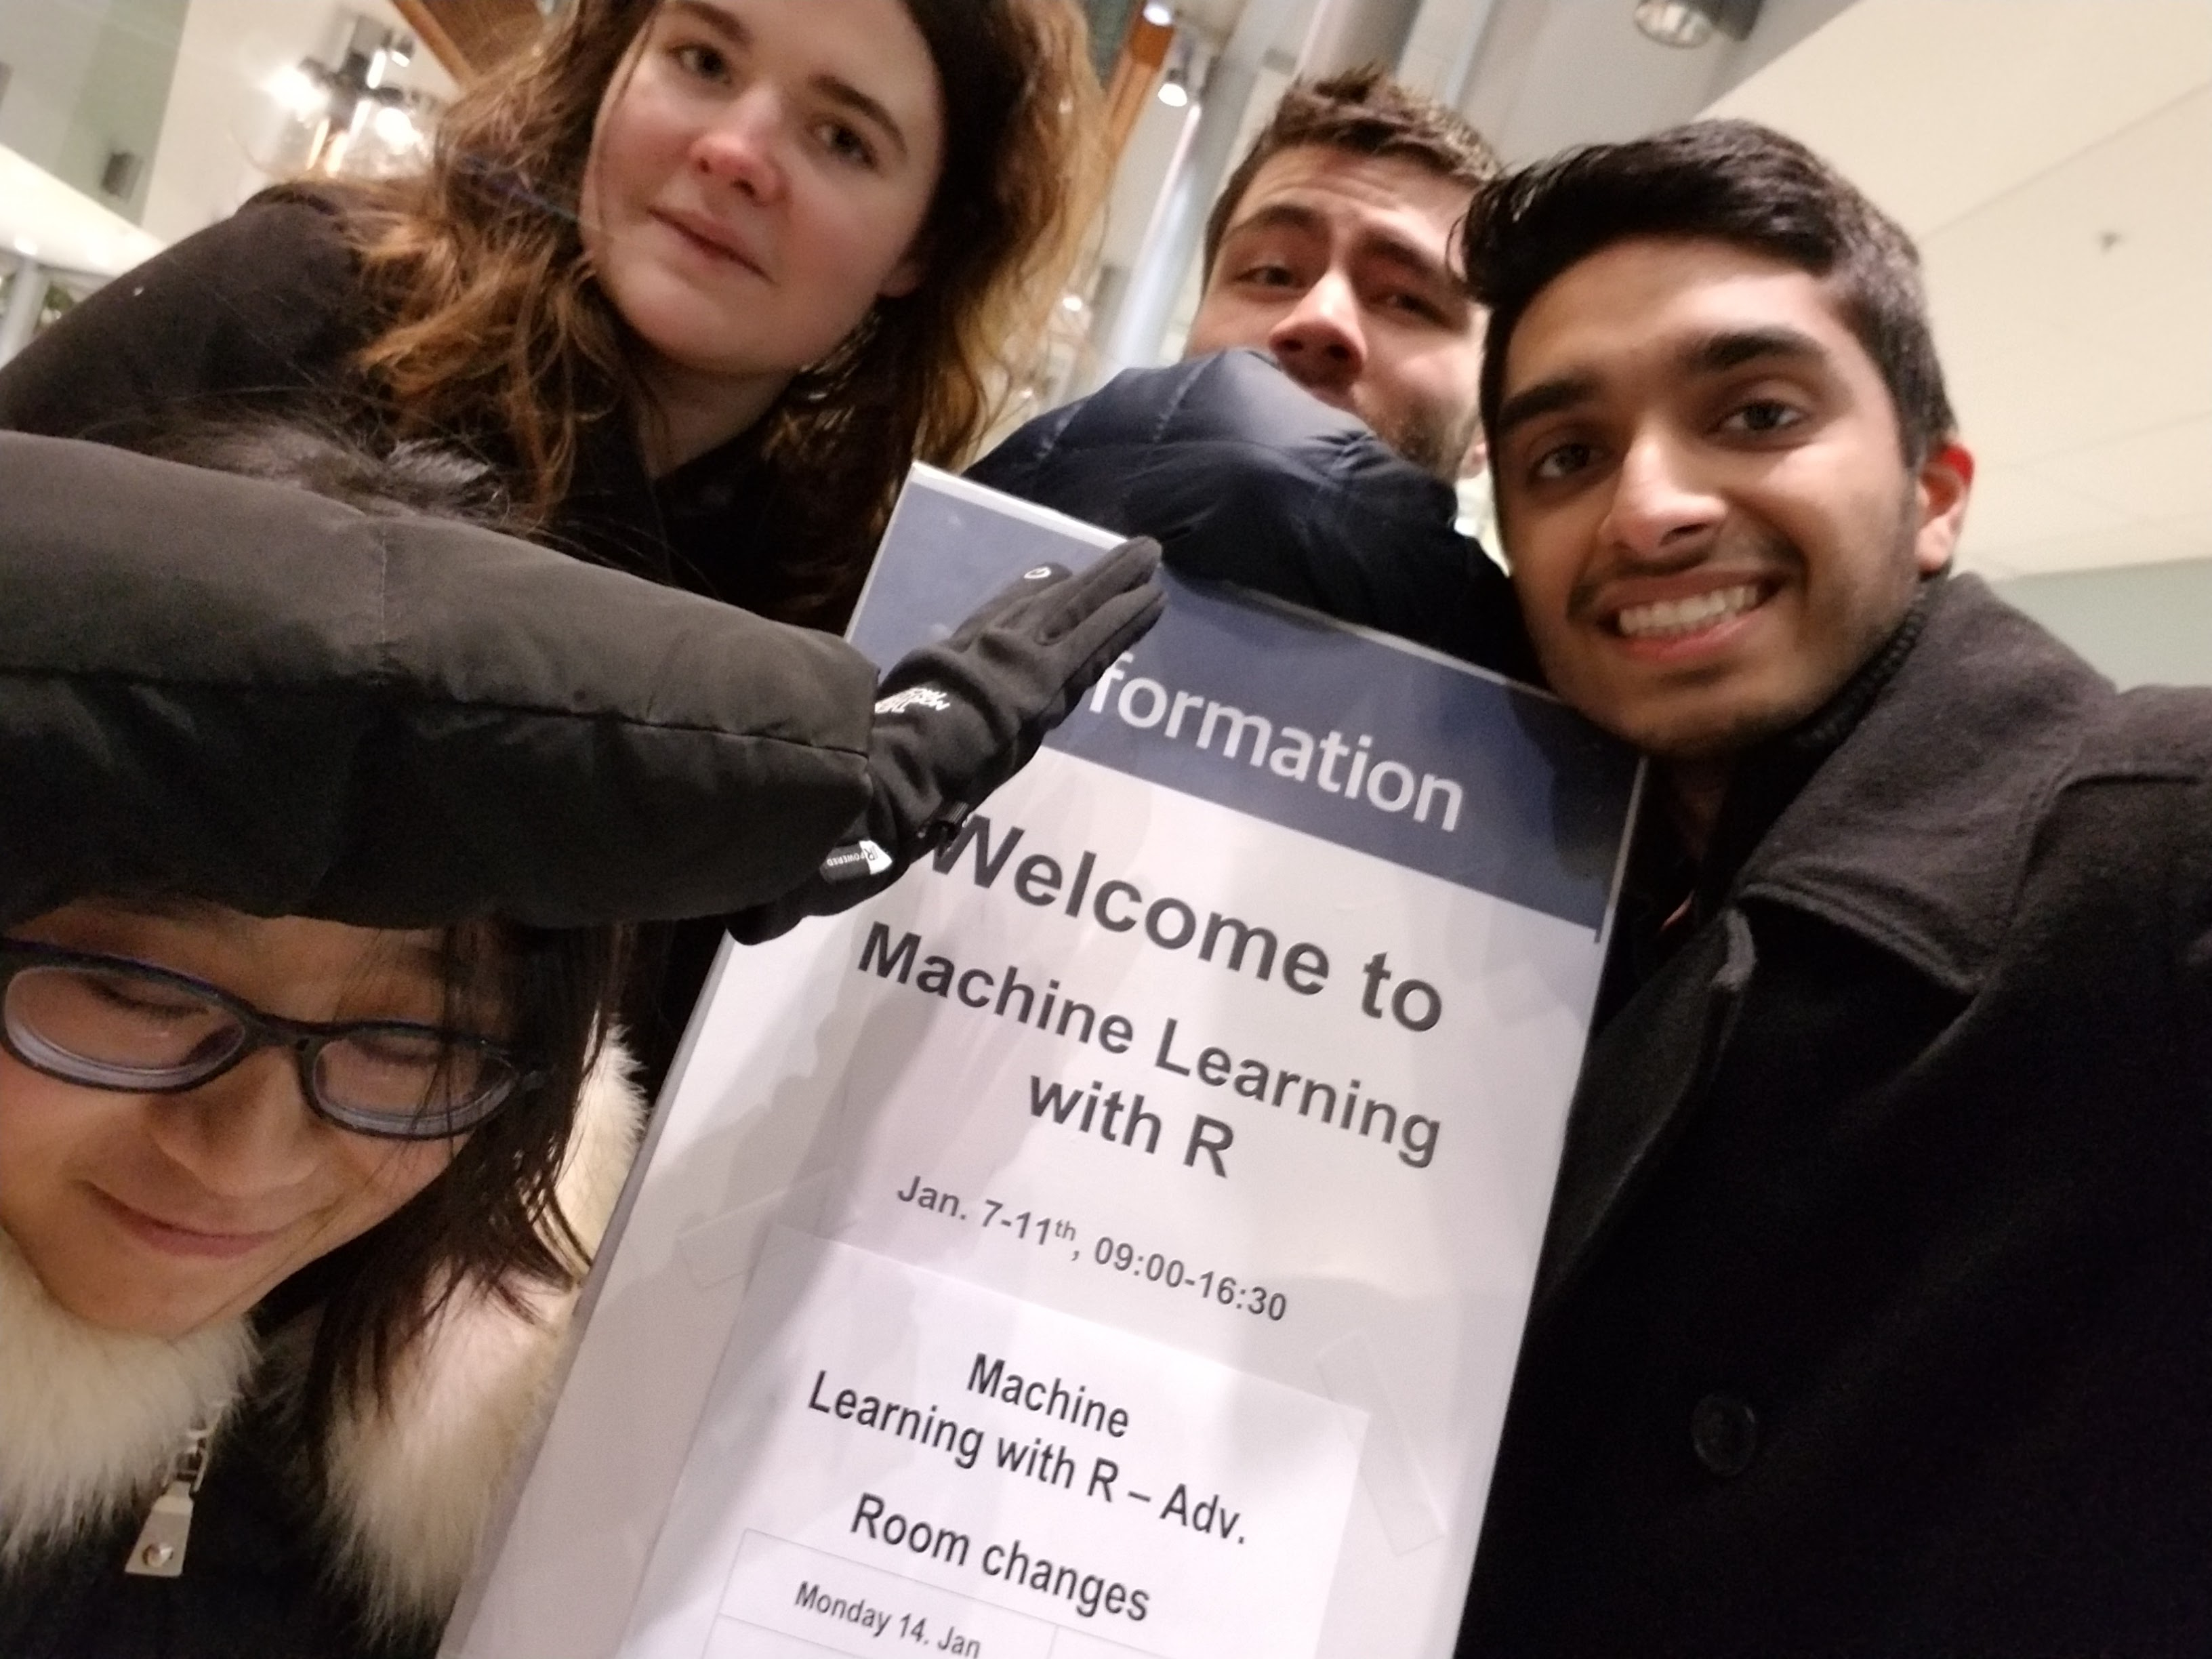 formation
Welcome to
Machine Learning
with R
Jan. 7-11th, 09:00-16:30
Machine
Learning with R – Adv.
Room changes
Monday 14. Jan
POWERED